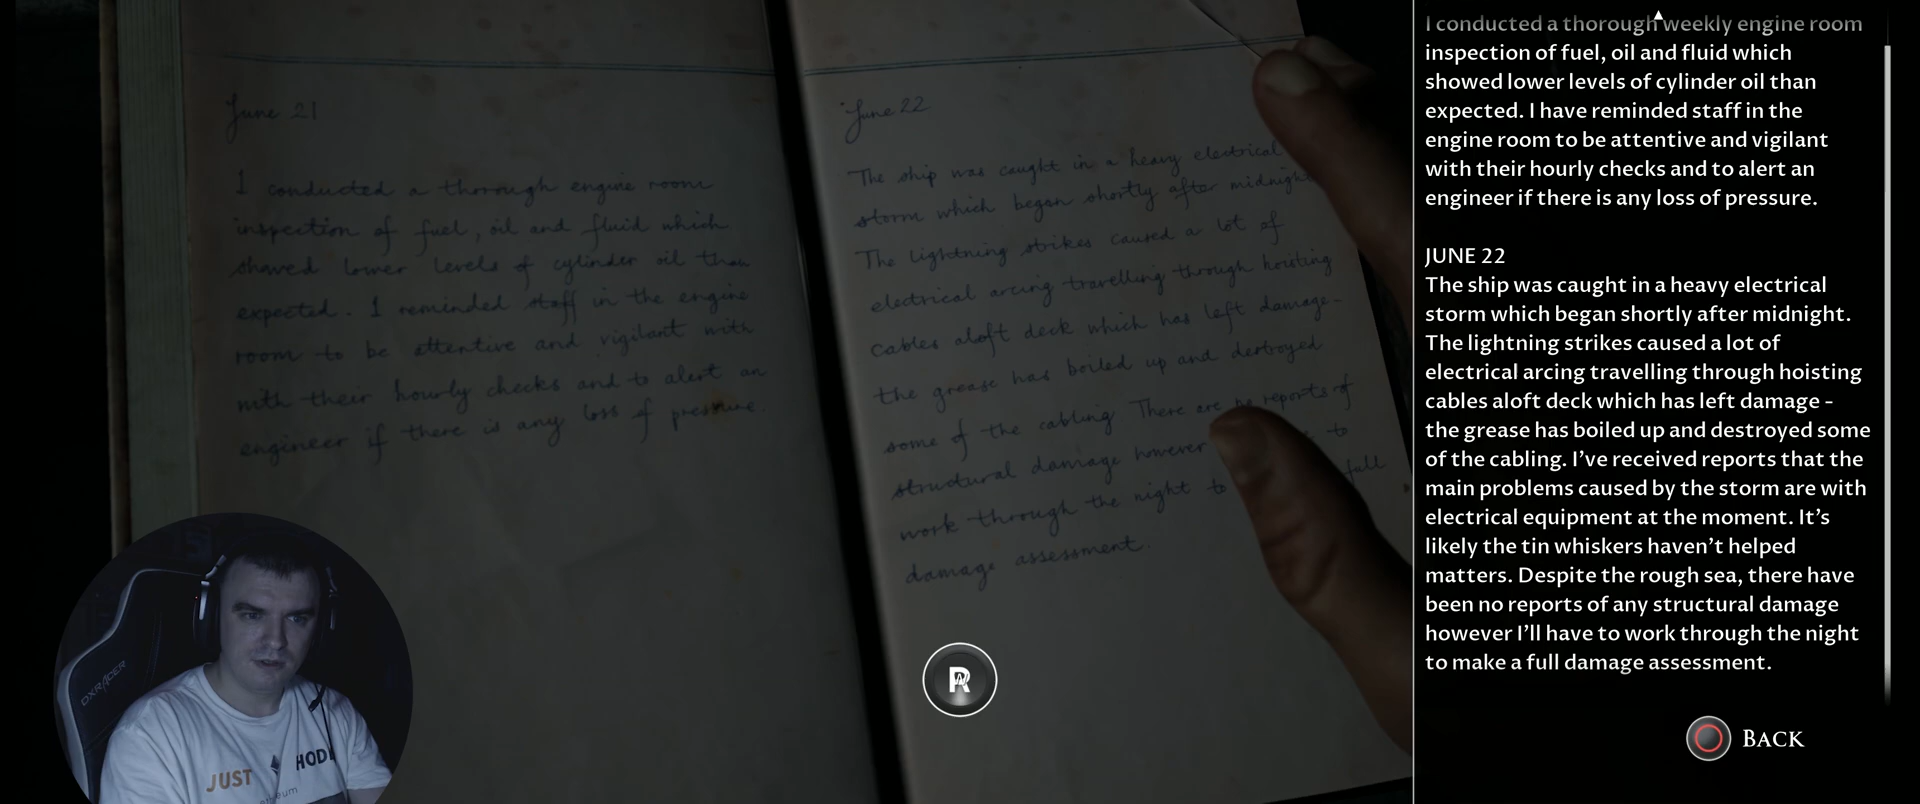 June 21
I conducted a thorough engine room
inspection of fuel, oil and fluid which
showed lower levels of cylinder oil than
expected. I reminded staff in the engine
room to be attentive and vigilant with
with their hourly checks and to alert an
engineer if there is any loss of pressure.
June 22
The ship was caught in a heavy electrical
storm which began shortly after midnight
The lightning strikes caused a lot of
electrical arcing travelling through hoisting
cables aloft deck which has left damage-
the grease has boiled up and destroyed
some of the cabling. There are no reports of
structural damage however to
work through the night to full
damage assessment.
I conducted a thorough weekly engine room
inspection of fuel, oil and fluid which
showed lower levels of cylinder oil than
expected. I have reminded staff in the
engine room to be attentive and vigilant
with their hourly checks and to alert an
engineer if there is any loss of pressure.
JUNE 22
The ship was caught in a heavy electrical
storm which began shortly after midnight.
The lightning strikes caused a lot of
electrical arcing travelling through hoisting
cables aloft deck which has left damage -
the grease has boiled up and destroyed some
of the cabling. I've received reports that the
main problems caused by the storm are with
electrical equipment at the moment. It's
likely the tin whiskers haven't helped
matters. Despite the rough sea, there have
been no reports of any structural damage
however I'll have to work through the night
to make a full damage assessment.
R
BACK
DXRACER
JUST HODL